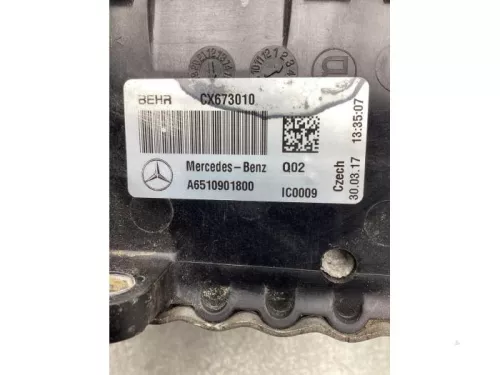 BEHR CX673010
Mercedes-Benz Q02
A6510901800 IC0009
Czech
30.03.17 13:35:07